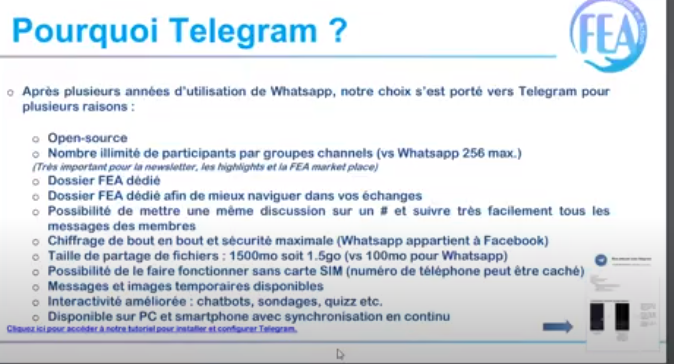 Pourquoi Telegram ?
FEA
Après plusieurs années d'utilisation de Whatsapp, notre choix s'est porté vers Telegram pour
plusieurs raisons :
Open-source
Nombre illimité de participants par groupes channels (vs Whatsapp 256 max.)
(Très important pour la newsletter, les highlights et la FEA market place)
Dossier FEA dédié
Dossier FEA dédié afin de mieux naviguer dans vos échanges
Possibilité de mettre une même discussion sur un # et suivre très facilement tous les
messages des membres
Chiffrage de bout en bout et sécurité maximale (Whatsapp appartient à Facebook)
Taille de partage de fichiers : 1500mo soit 1.5go (vs 100mo pour Whatsapp)
Possibilité de le faire fonctionner sans carte SIM (numéro de téléphone peut être caché)
Messages et images temporaires disponibles
Interactivité améliorée : chatbots, sondages, quizz etc.
Disponible sur PC et smartphone avec synchronisation en continu
Cliquez ici pour accéder à notre tutoriel pour installer et configurer Telegram.